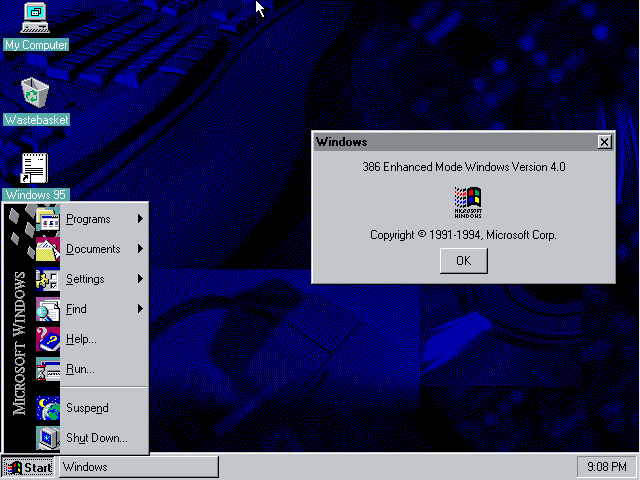 My Computer
Wastebasket
Windows 95
Windows
386 Enhanced Mode Windows Version 4.0
MICROSOFT
WINDOWS
Copyright © 1991-1994, Microsoft Corp.
OK
MICROSOFT WINDOWS
Programs
Documents
Settings
Find
Help...
Run...
Suspend
Shut Down...
Start
Windows
9:08 PM